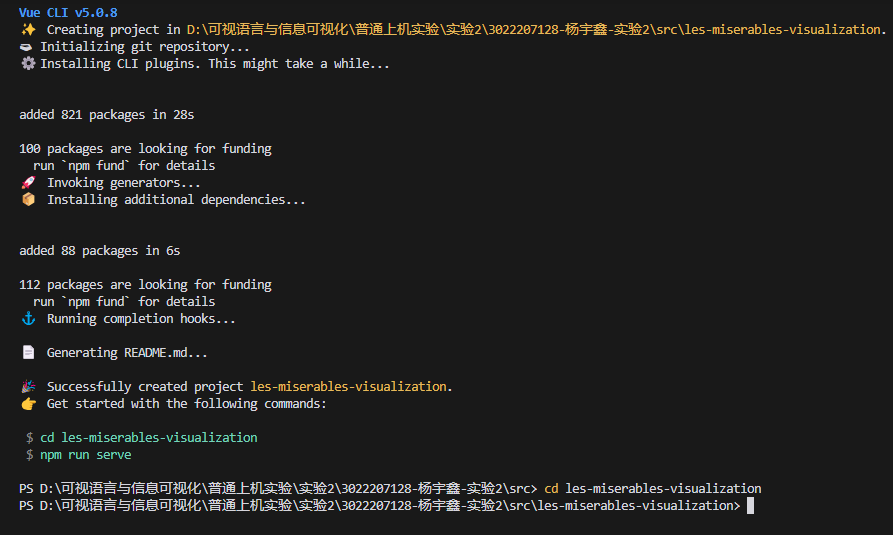 Vue CLI v5.0.8
✨ Creating project in D:\可视语言与信息可视化\普通上机实验\实验2\3022207128-杨宇鑫-实验2\src\les-miserables-visualization.
🗃 Initializing git repository...
⚙️ Installing CLI plugins. This might take a while...
added 821 packages in 28s
100 packages are looking for funding
run `npm fund` for details
🚀 Invoking generators...
📦 Installing additional dependencies...
added 88 packages in 6s
112 packages are looking for funding
run `npm fund` for details
⚓ Running completion hooks...
📄 Generating README.md...
🎉 Successfully created project les-miserables-visualization.
👉 Get started with the following commands:
$ cd les-miserables-visualization
$ npm run serve
PS D:\可视语言与信息可视化\普通上机实验\实验2\3022207128-杨宇鑫-实验2\src> cd les-miserables-visualization
PS D:\可视语言与信息可视化\普通上机实验\实验2\3022207128-杨宇鑫-实验2\src\les-miserables-visualization>